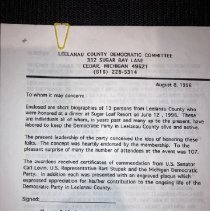 LEELANAU COUNTY DEMOCRATIC COMMITTEE
312 SUGAR BAY LANE
CEDAR, MICHIGAN 49621
(616) 228-5314
August 8, 1996
To whom it may concern:
Enclosed are short biographies of 13 persons from Leelanau County who
were honored at a dinner at Sugar Loaf Resort on June 12, 1996. These
are individuals all of whom, in years past and many up to the present, have
labored to keep the Democratic Party in Leelanau County alive and active.
The present leadership of the party conceived the idea of honoring these
folks. The concept was heartily endorsed by the membership. To the
pleasant surprise of many the number of attendees at the event was 107.
The awardees received certificates of commendation from U.S. Senator
Carl Levin, U.S. Representative Bart Stupak and the Michigan Democratic
Party. In addition each was presented with an engraved plaque which
expressed appreciation for his/her contribution to the ongoing life of the
Democratic Party in Leelanau County.
Signed: